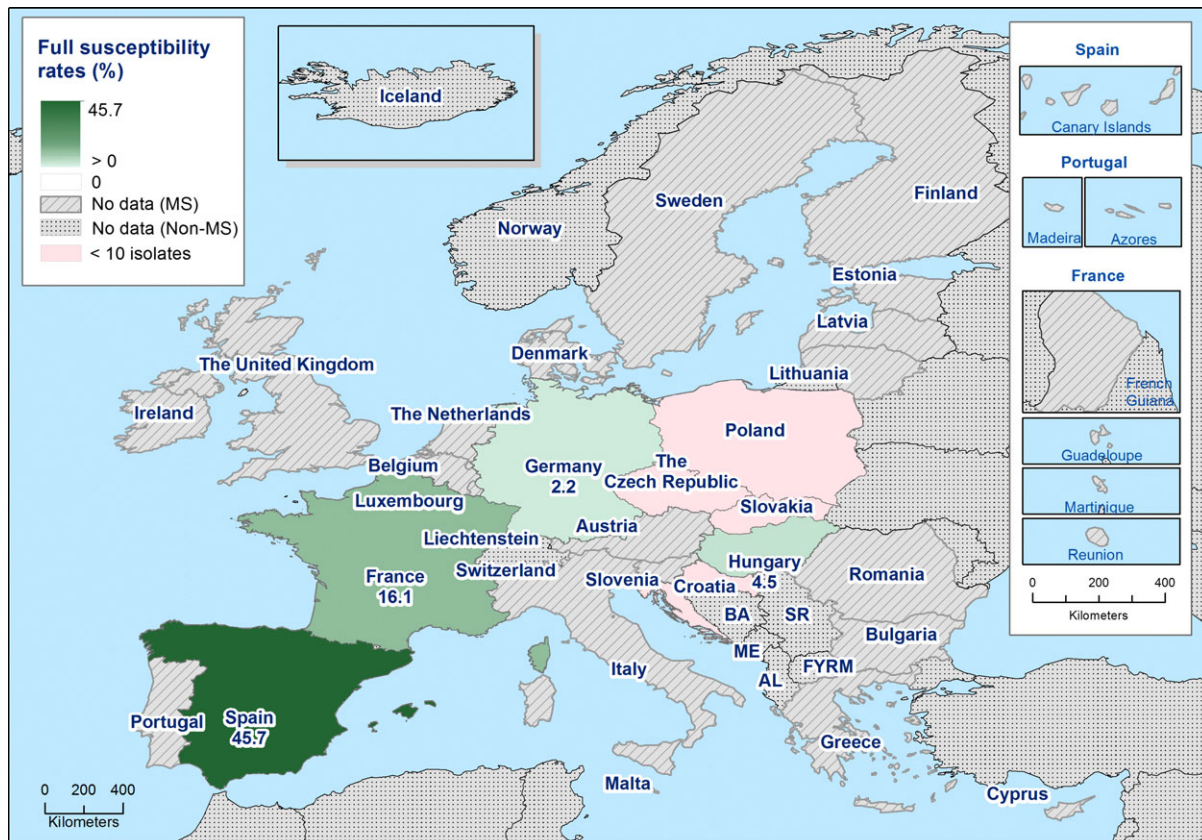 Full susceptibility
rates (%)
45.7
> 0
0
No data (MS)
No data (Non-MS)
< 10 isolates
Iceland
Spain
Canary Islands
Portugal
Madeira
Azores
France
French
Guiana
Guadeloupe
Martinique
Reunion
0 200 400
Kilometers
Norway
Sweden
Finland
Estonia
Latvia
Lithuania
Denmark
The United Kingdom
Ireland
The Netherlands
Belgium
Luxembourg
Germany
2.2
Poland
The
Czech Republic
Slovakia
Austria
Liechtenstein
Switzerland
France
16.1
Slovenia
Croatia
Hungary
4.5
Romania
BA
SR
Bulgaria
ME
FYRM
AL
Italy
Portugal
Spain
45.7
Greece
Malta
Cyprus
0 200 400
Kilometers